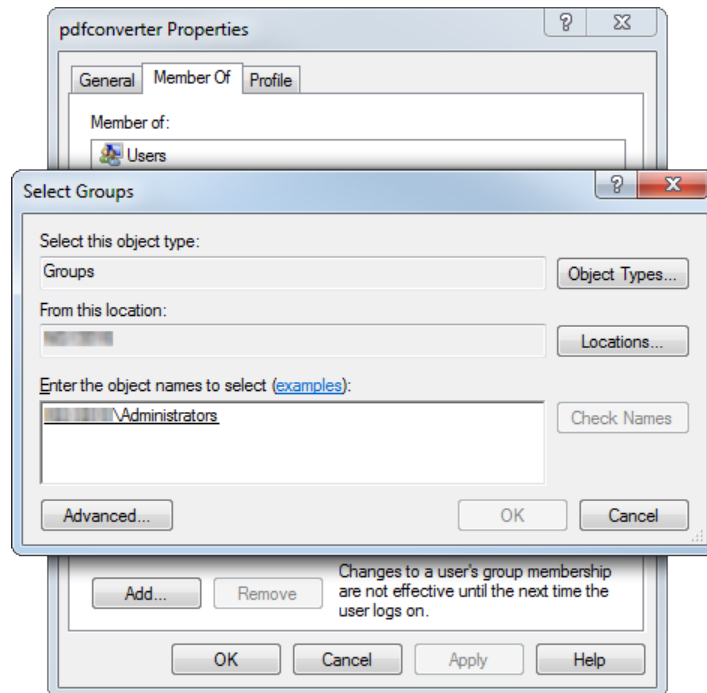 pdfconverter Properties
General Member Of Profile
Member of:
Users
Select Groups
Select this object type:
Groups
Object Types...
From this location:
Locations...
Enter the object names to select (examples):
\Administrators
Check Names
Advanced...
OK
Cancel
Add...
Remove
Changes to a user's group membership
are not effective until the next time the
user logs on.
OK
Cancel
Apply
Help